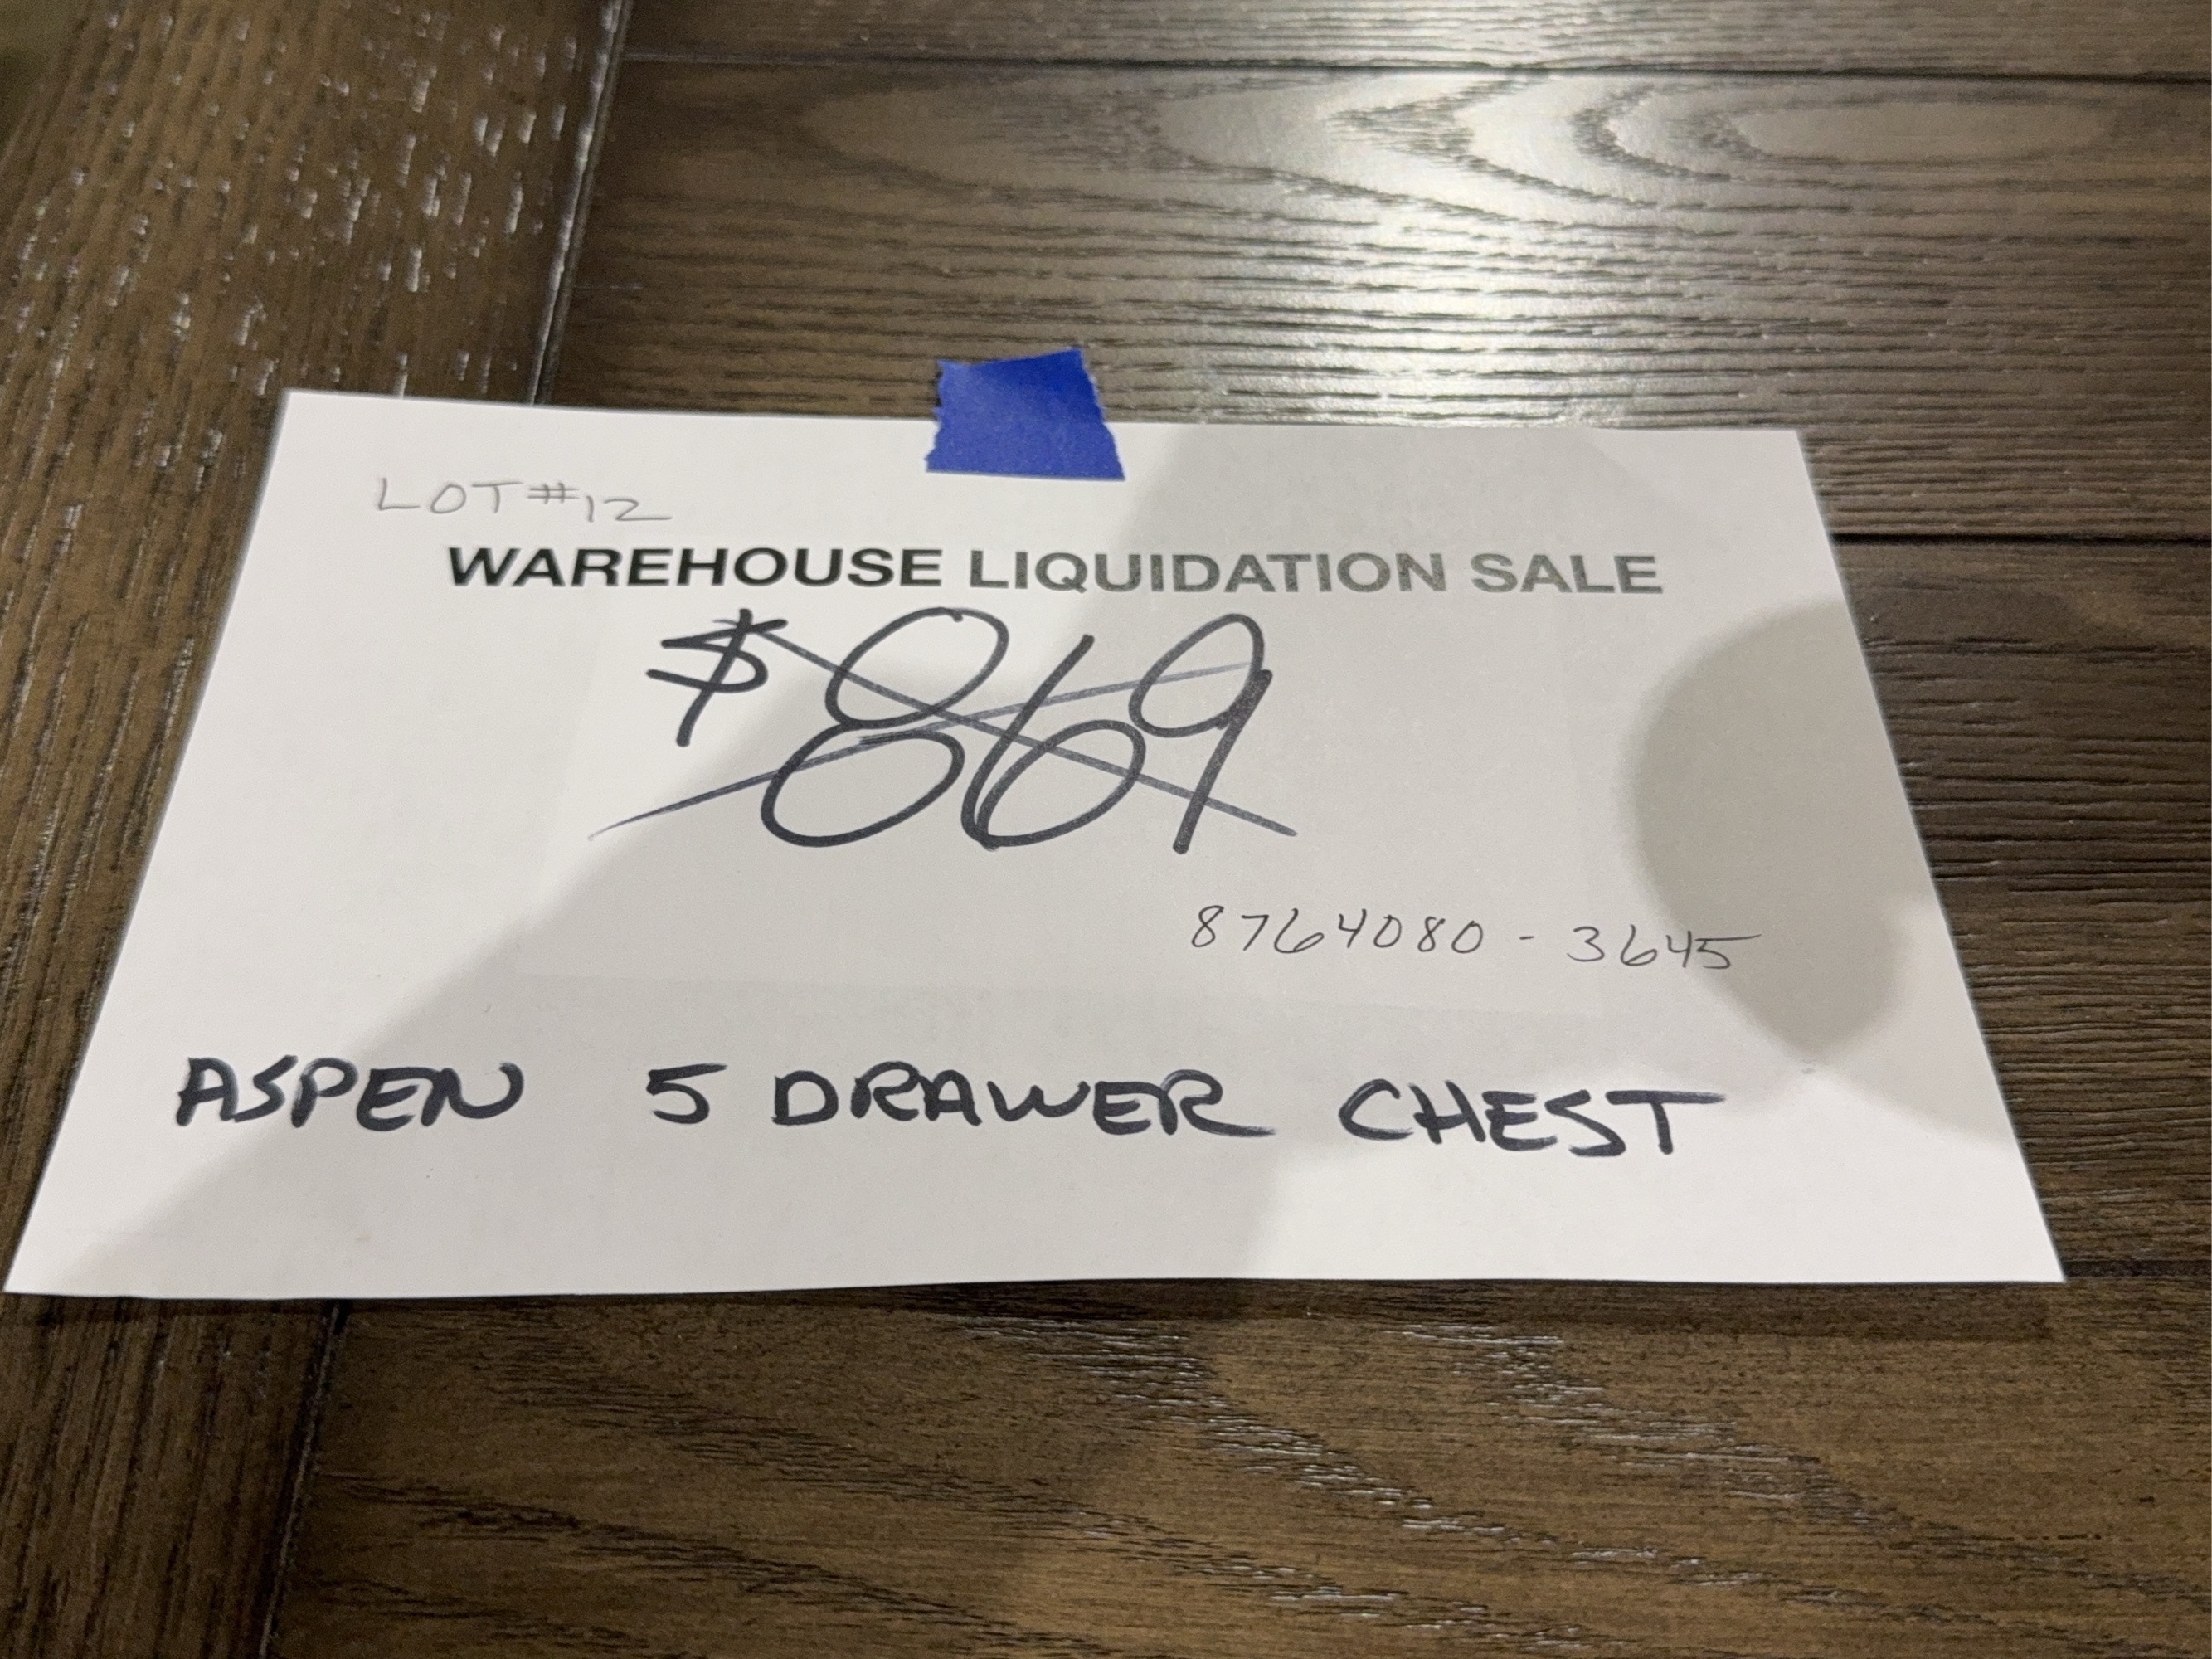 LOT#12
WAREHOUSE LIQUIDATION SALE
$869
8764080 - 3645
ASPEN 5 DRAWER CHEST